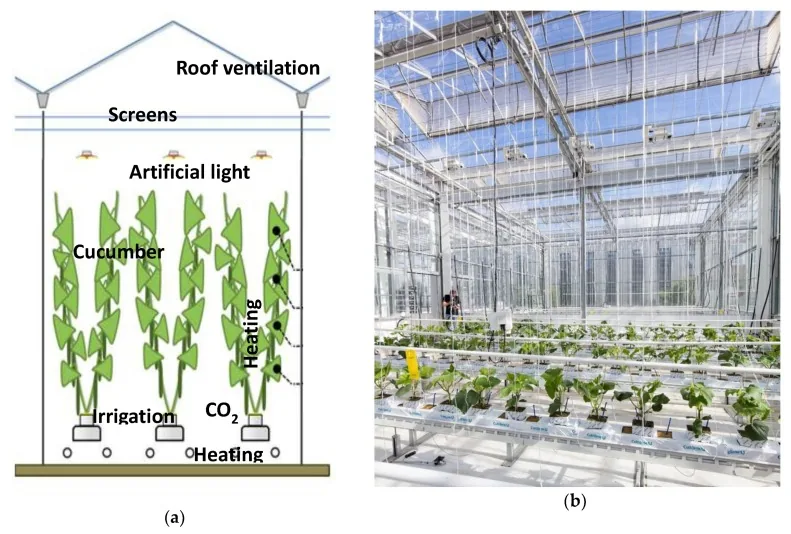 Roof ventilation
Screens
Artificial light
Cucumber
Heating
Irrigation
CO2
Heating
(a)
(b)